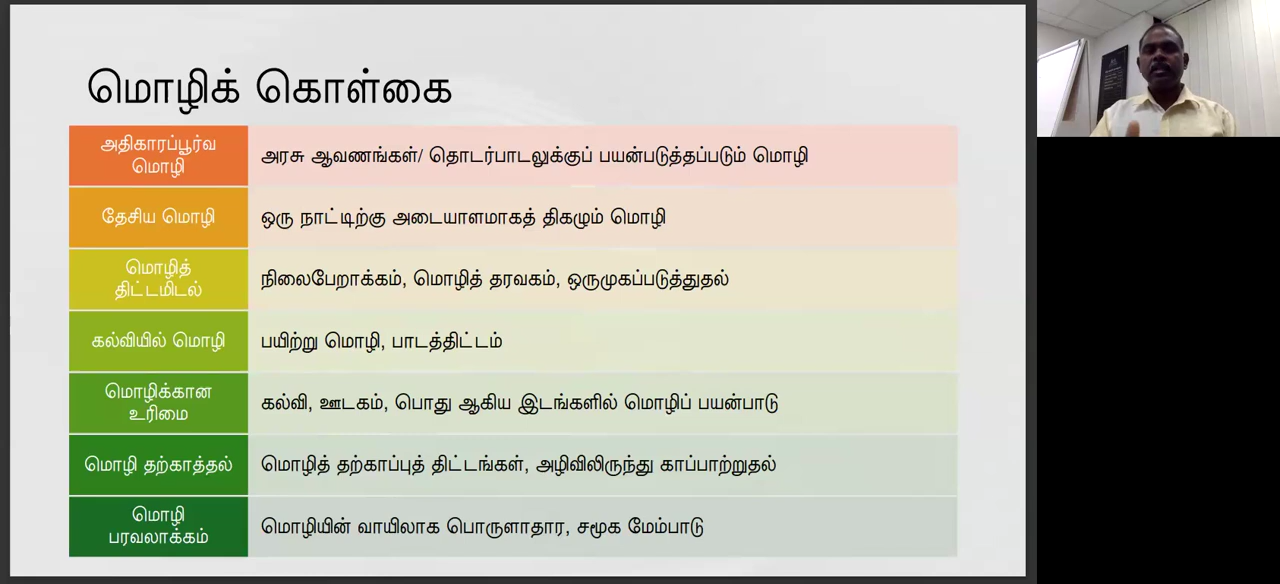 மொழிக் கொள்கை
அதிகாரப்பூர்வ
மொழி
அரசு ஆவணங்கள்/ தொடர்பாடலுக்குப் பயன்படுத்தப்படும் மொழி
தேசிய மொழி
ஒரு நாட்டிற்கு அடையாளமாகத் திகழும் மொழி
மொழித்
திட்டமிடல்
நிலைபேறாக்கம், மொழித் தரவகம், ஒருமுகப்படுத்துதல்
கல்வியில் மொழி
பயிற்று மொழி, பாடத்திட்டம்
மொழிக்கான
உரிமை
கல்வி, ஊடகம், பொது ஆகிய இடங்களில் மொழிப் பயன்பாடு
மொழி தற்காத்தல்
மொழித் தற்காப்புத் திட்டங்கள், அழிவிலிருந்து காப்பாற்றுதல்
மொழி
பரவலாக்கம்
மொழியின் வாயிலாக பொருளாதார, சமூக மேம்பாடு